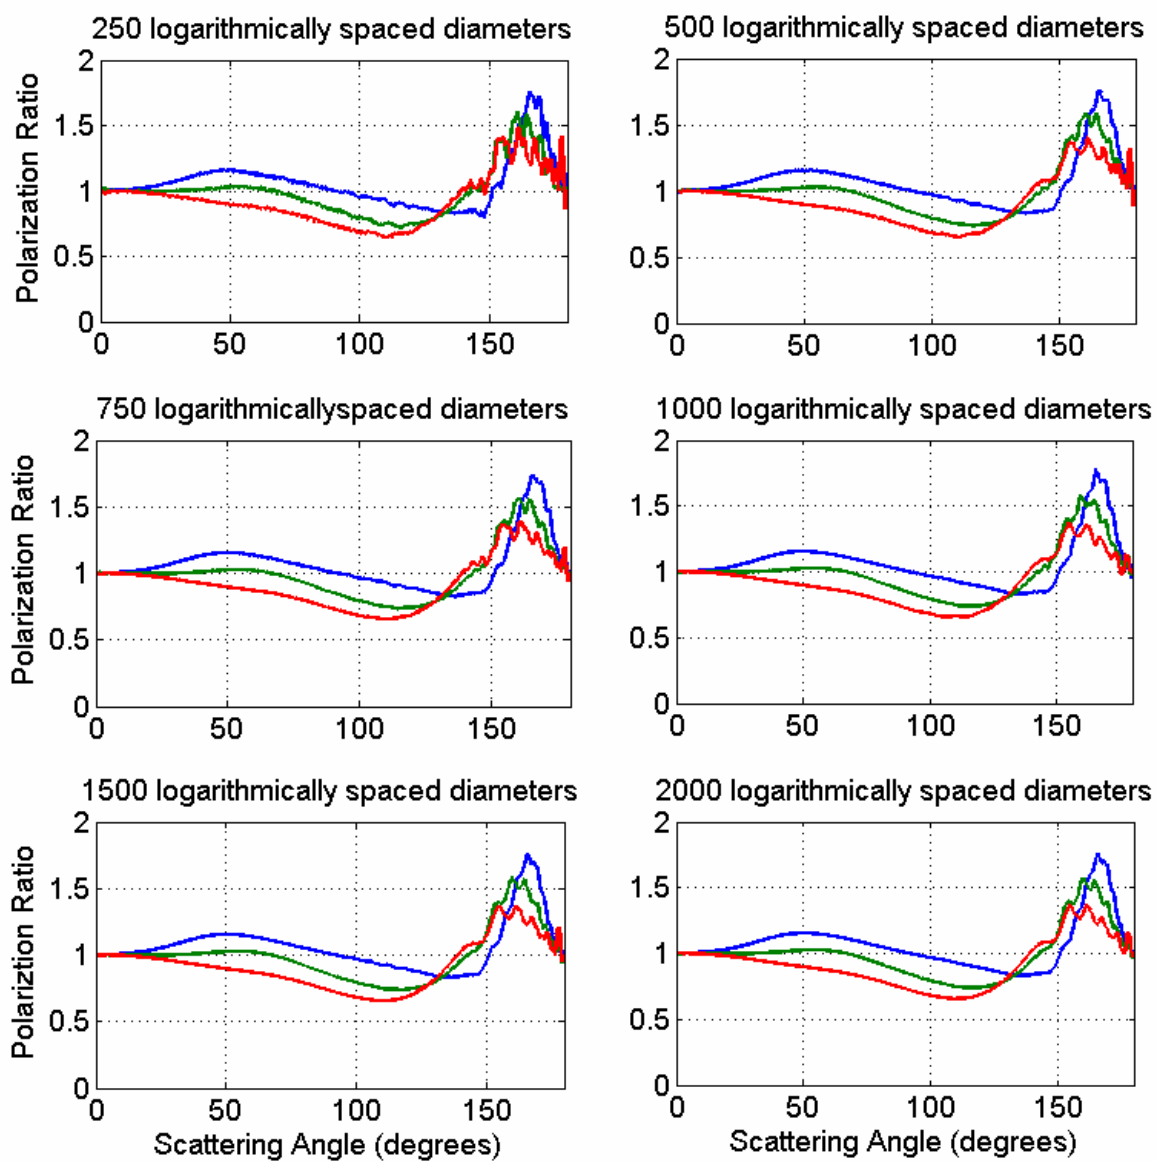 250 logarithmically spaced diameters
Polarization Ratio
2
1.5
1
0.5
0
0 50 100 150
500 logarithmically spaced diameters
2
1.5
1
0.5
0
0 50 100 150
750 logarithmicallyspaced diameters
Polarization Ratio
2
1.5
1
0.5
0
0 50 100 150
1000 logarithmically spaced diameters
2
1.5
1
0.5
0
0 50 100 150
1500 logarithmically spaced diameters
Polariztion Ratio
2
1.5
1
0.5
0
0 50 100 150
Scattering Angle (degrees)
2000 logarithmically spaced diameters
2
1.5
1
0.5
0
0 50 100 150
Scattering Angle (degrees)